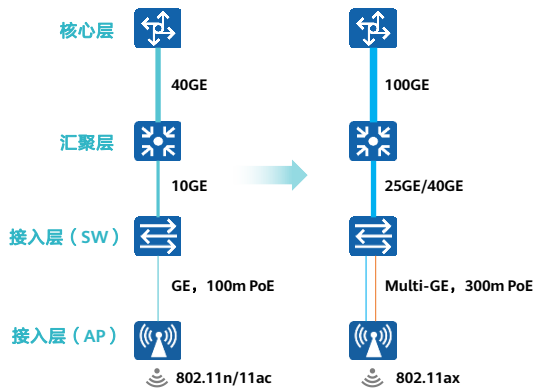 核心层
40GE
100GE
汇聚层
10GE
25GE/40GE
接入层（SW）
GE，100m PoE
Multi-GE，300m PoE
接入层（AP）
802.11n/11ac
802.11ax